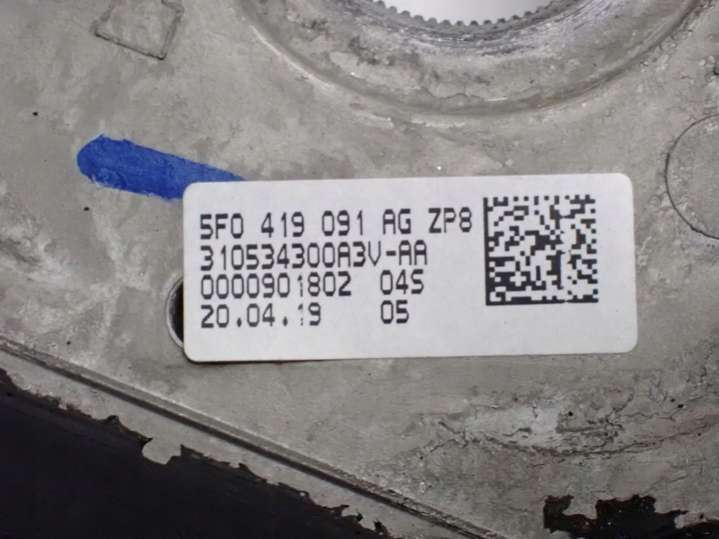 5F0 419 091 AG ZP8
310534300A3V-AA
0000901802 04S
20.04.19 05